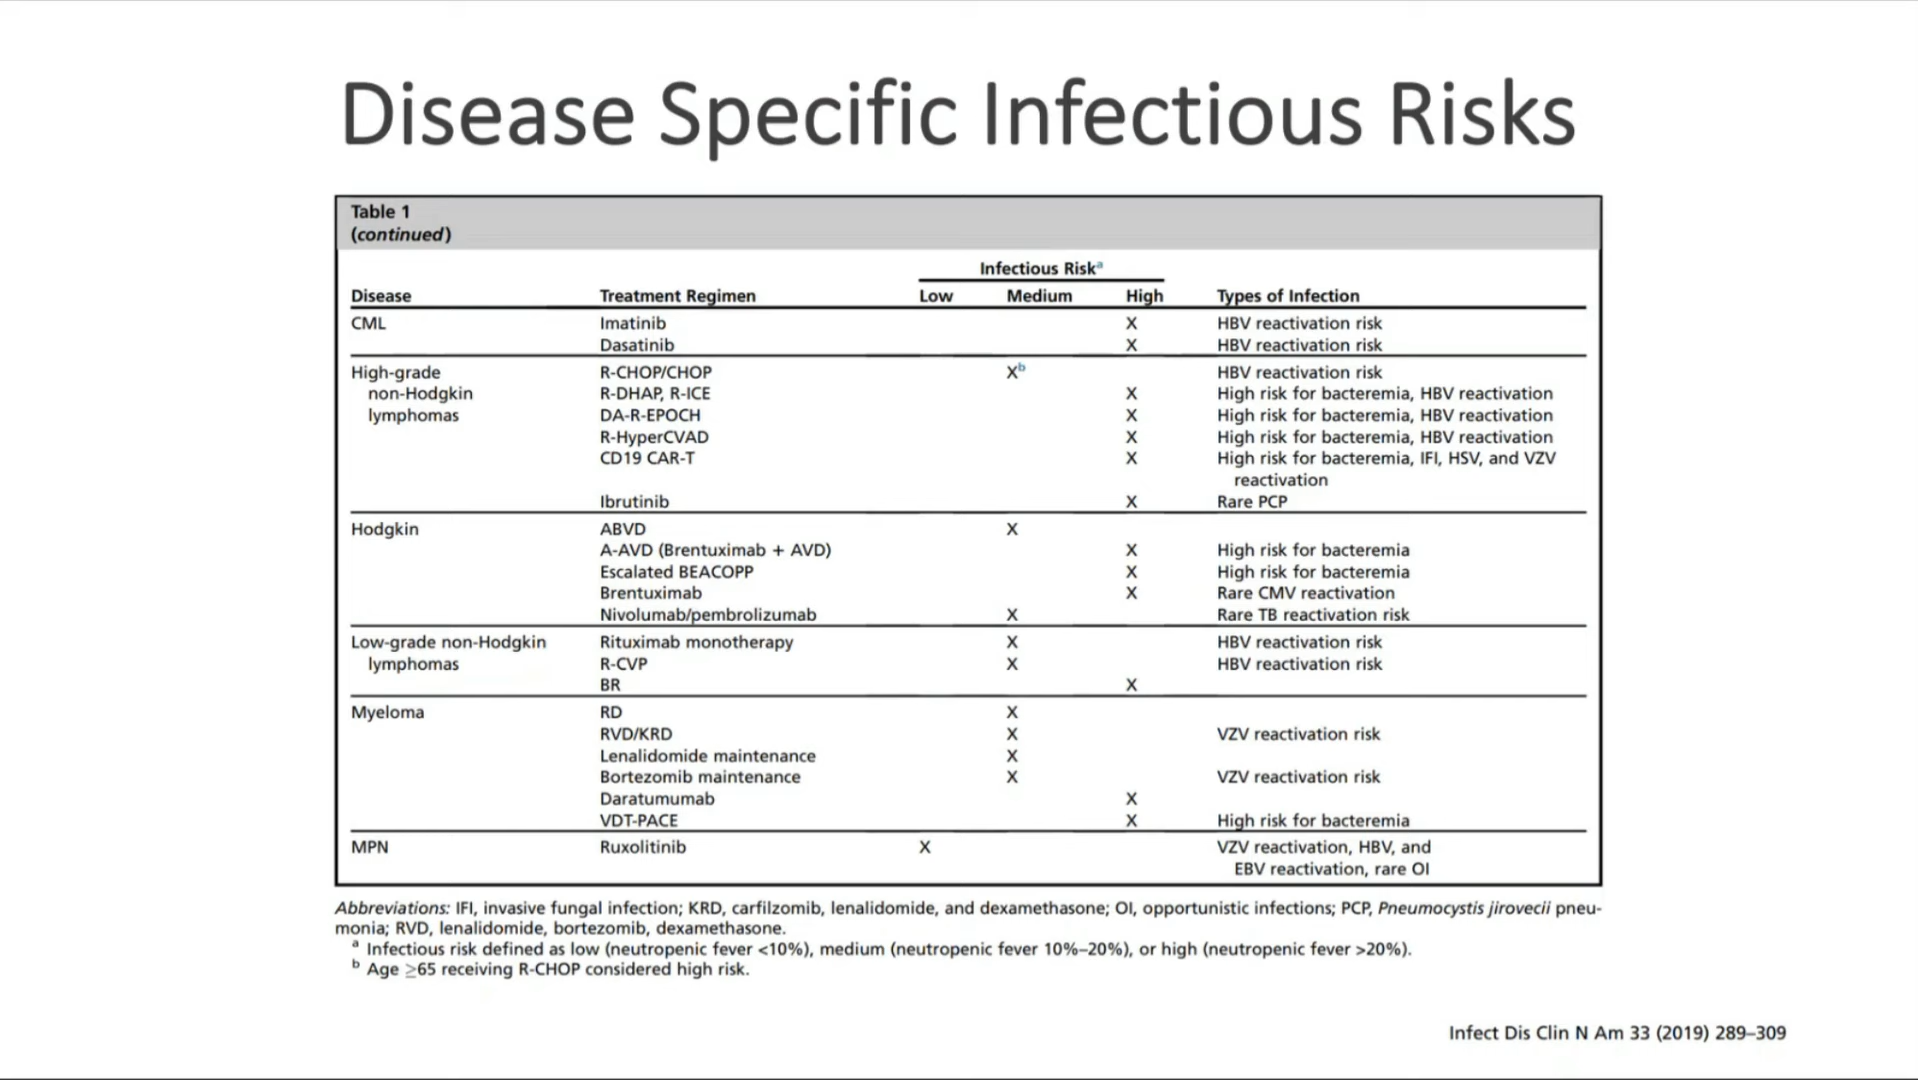 Disease Specific Infectious Risks
Table 1
(continued)
Infectious Riskᵃ
Disease Treatment Regimen Low Medium High Types of Infection
CML Imatinib X HBV reactivation risk
Dasatinib X HBV reactivation risk
High-grade R-CHOP/CHOP Xᵇ HBV reactivation risk
non-Hodgkin R-DHAP, R-ICE X High risk for bacteremia, HBV reactivation
lymphomas DA-R-EPOCH X High risk for bacteremia, HBV reactivation
R-HyperCVAD X High risk for bacteremia, HBV reactivation
CD19 CAR-T X High risk for bacteremia, IFI, HSV, and VZV
reactivation
Ibrutinib X Rare PCP
Hodgkin ABVD X
A-AVD (Brentuximab + AVD) X High risk for bacteremia
Escalated BEACOPP X High risk for bacteremia
Brentuximab X Rare CMV reactivation
Nivolumab/pembrolizumab X Rare TB reactivation risk
Low-grade non-Hodgkin Rituximab monotherapy X HBV reactivation risk
lymphomas R-CVP X HBV reactivation risk
BR X
Myeloma RD X
RVD/KRD X VZV reactivation risk
Lenalidomide maintenance X
Bortezomib maintenance X VZV reactivation risk
Daratumumab X
VDT-PACE X High risk for bacteremia
MPN Ruxolitinib X VZV reactivation, HBV, and
EBV reactivation, rare OI
Abbreviations: IFI, invasive fungal infection; KRD, carfilzomib, lenalidomide, and dexamethasone; OI, opportunistic infections; PCP, Pneumocystis jirovecii pneu-
monia; RVD, lenalidomide, bortezomib, dexamethasone.
ᵃ Infectious risk defined as low (neutropenic fever <10%), medium (neutropenic fever 10%–20%), or high (neutropenic fever >20%).
ᵇ Age ≥65 receiving R-CHOP considered high risk.
Infect Dis Clin N Am 33 (2019) 289–309